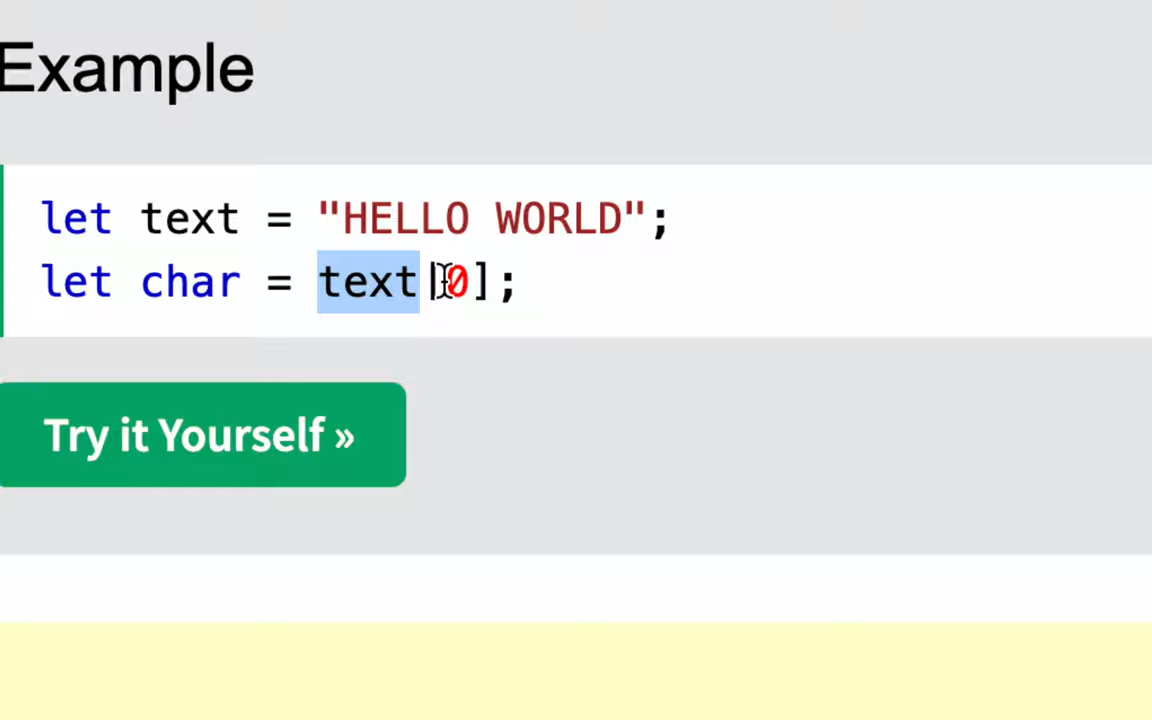 Example
let text = "HELLO WORLD";
let char = text[0];
Try it Yourself »